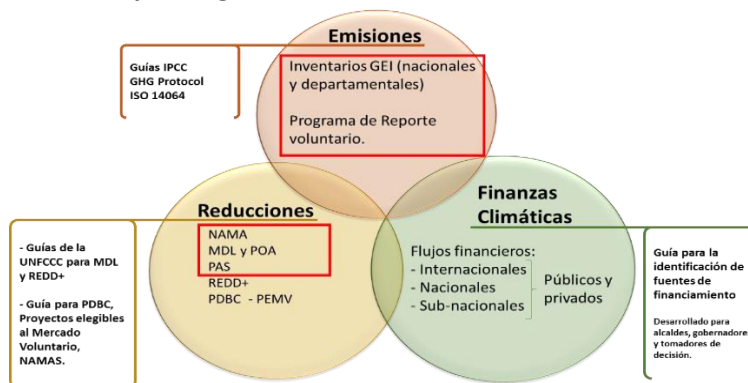 Emisiones
Guías IPCC
GHG Protocol
ISO 14064
Inventarios GEI (nacionales
y departamentales)
Programa de Reporte
voluntario.
Reducciones
NAMA
MDL y POA
PAS
REDD+
PDBC - PEMV
- Guías de la
UNFCCC para MDL
y REDD+
- Guía para PDBC,
Proyectos elegibles
al Mercado
Voluntario,
NAMAS.
Finanzas
Climáticas
Flujos financieros:
- Internacionales
- Nacionales
- Sub-nacionales
Públicos y
privados
Guía para la
identificación de
fuentes de
financiamiento
Desarrollado para
alcaldes, gobernadore
y tomadores de
decisión.